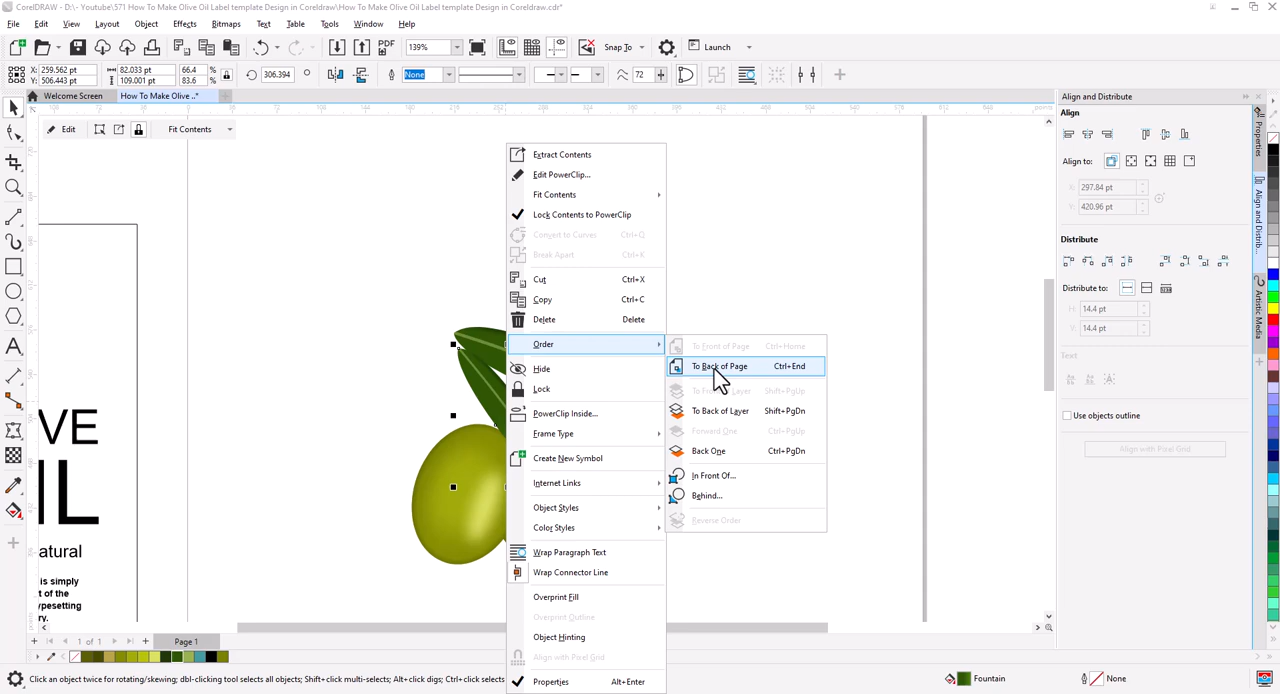 CorelDRAW - D:\- Youtube\571 How To Make Olive Oil Label template Design in Coreldraw\How To Make Olive Oil Label template Design in Coreldraw.cdr*
File Edit View Layout Object Effects Bitmaps Text Table Tools Window Help
PDF 139% Snap To Launch
X: 259.562 pt 82.033 pt 66.4 % 306.394 ° None 72
Y: 506.443 pt 109.001 pt 83.6 %
Welcome Screen How To Make Olive ..*
Edit Fit Contents
points
VE
IL
atural
is simply
t of the
ypesetting
ry.
Extract Contents
Edit PowerClip...
Fit Contents
Lock Contents to PowerClip
Convert to Curves Ctrl+Q
Break Apart Ctrl+K
Cut Ctrl+X
Copy Ctrl+C
Delete Delete
Order
Hide
Lock
PowerClip Inside...
Frame Type
Create New Symbol
Internet Links
Object Styles
Color Styles
Wrap Paragraph Text
Wrap Connector Line
Overprint Fill
Overprint Outline
Object Hinting
Align with Pixel Grid
Properties Alt+Enter
To Front of Page Ctrl+Home
To Back of Page Ctrl+End
To Front of Layer Shift+PgUp
To Back of Layer Shift+PgDn
Forward One Ctrl+PgUp
Back One Ctrl+PgDn
In Front Of...
Behind...
Reverse Order
Align and Distribute
Align
Align to:
X: 297.84 pt
Y: 420.96 pt
Distribute
Distribute to:
H: 14.4 pt
V: 14.4 pt
Text
Use objects outline
Align with Pixel Grid
Properties
Align and Distrib...
Artistic Media
1 of 1 Page 1
Click an object twice for rotating/skewing; dbl-clicking tool selects all objects; Shift+click multi-selects; Alt+click digs; Ctrl+click selects
Fountain None